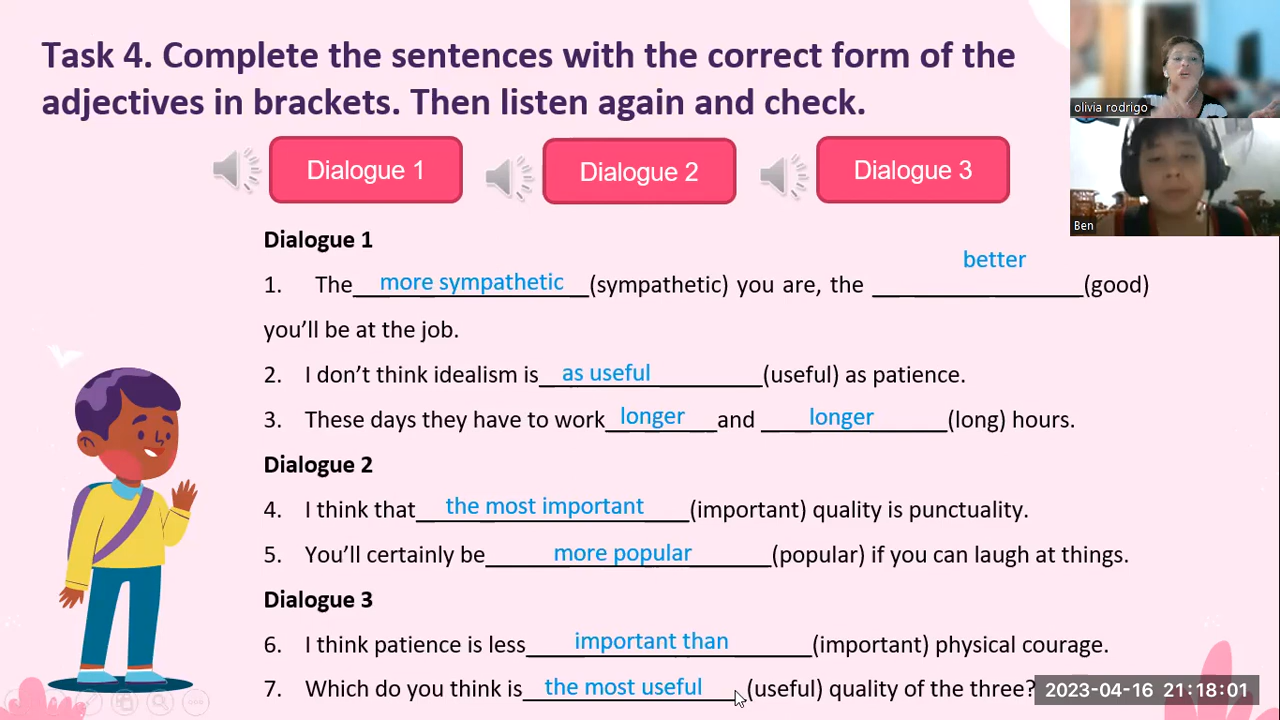 Task 4. Complete the sentences with the correct form of the
adjectives in brackets. Then listen again and check.
olivia rodrigo
Dialogue 1
Dialogue 2
Dialogue 3
Ben
Dialogue 1
better
1. The more sympathetic (sympathetic) you are, the ___ (good)
you'll be at the job.
2. I don't think idealism is as useful (useful) as patience.
3. These days they have to work longer and longer (long) hours.
Dialogue 2
4. I think that the most important (important) quality is punctuality.
5. You'll certainly be more popular (popular) if you can laugh at things.
Dialogue 3
6. I think patience is less important than (important) physical courage.
7. Which do you think is the most useful (useful) quality of the three?
2023-04-16 21:18:01